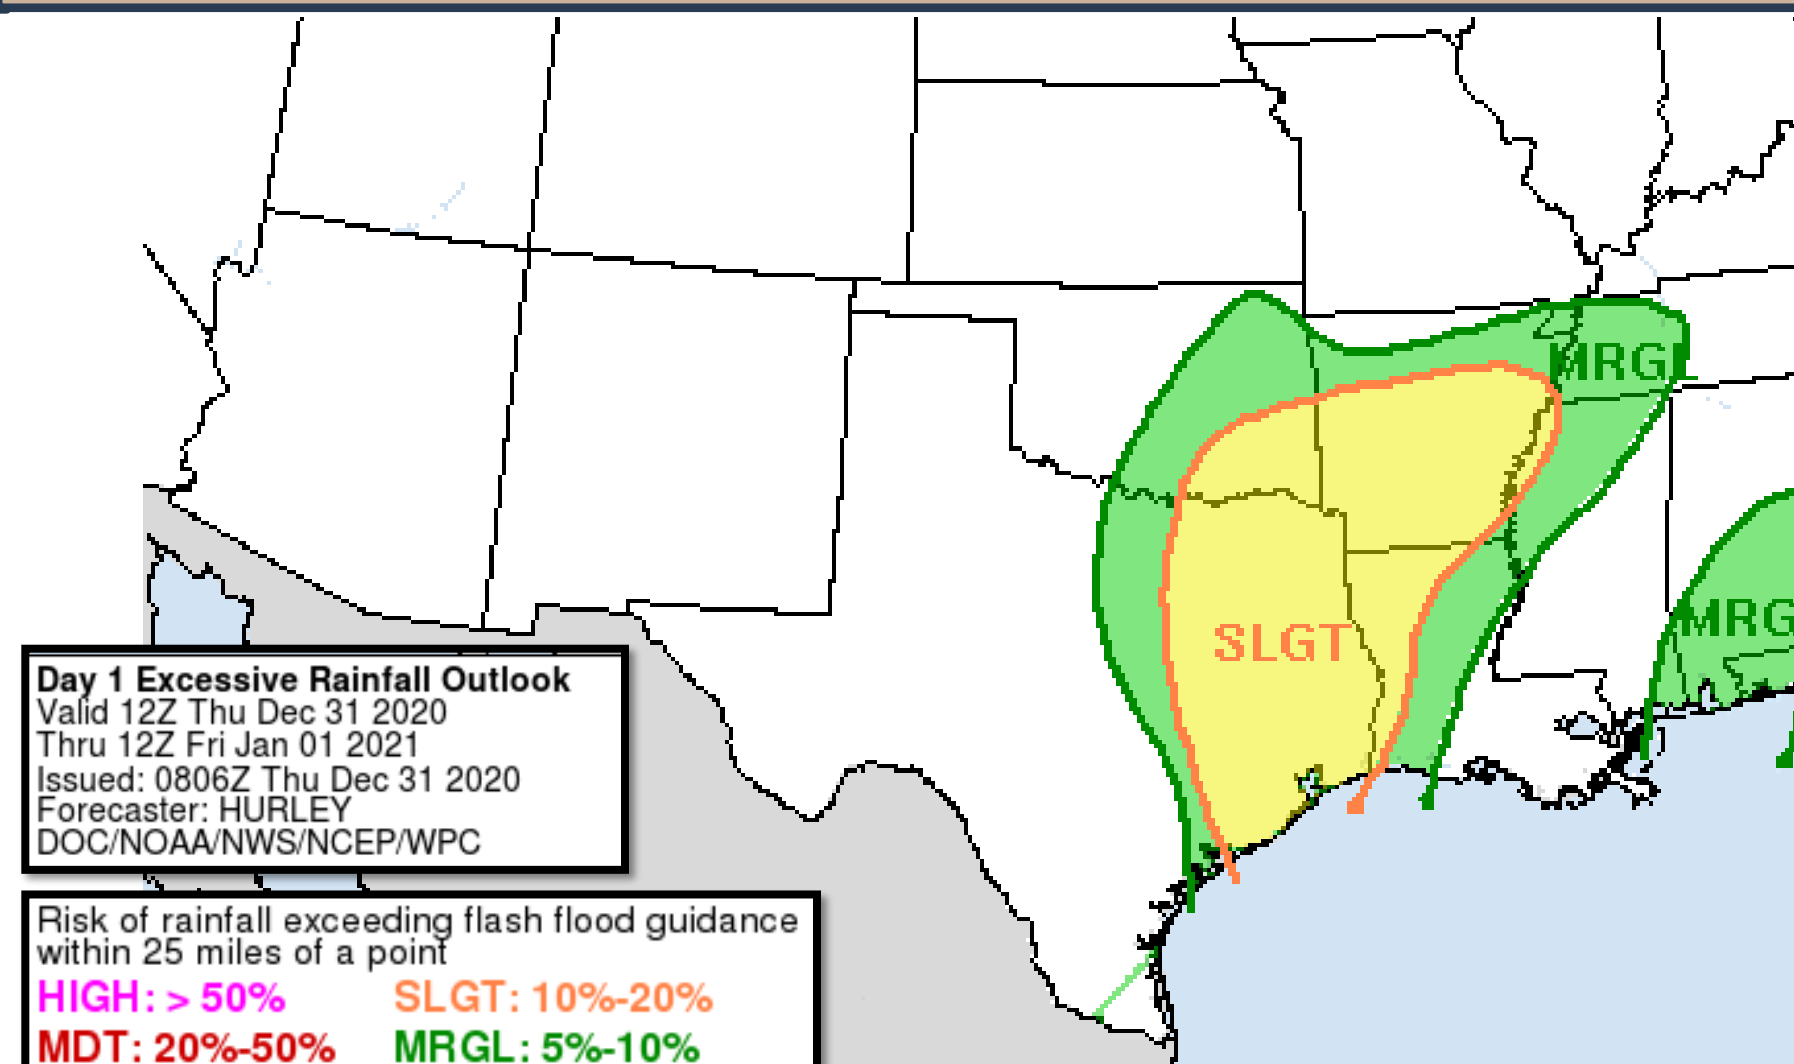 MRGL
SLGT
MRG
Day 1 Excessive Rainfall Outlook
Valid 12Z Thu Dec 31 2020
Thru 12Z Fri Jan 01 2021
Issued: 0806Z Thu Dec 31 2020
Forecaster: HURLEY
DOC/NOAA/NWS/NCEP/WPC
Risk of rainfall exceeding flash flood guidance
within 25 miles of a point
HIGH: > 50% SLGT: 10%-20%
MDT: 20%-50% MRGL: 5%-10%